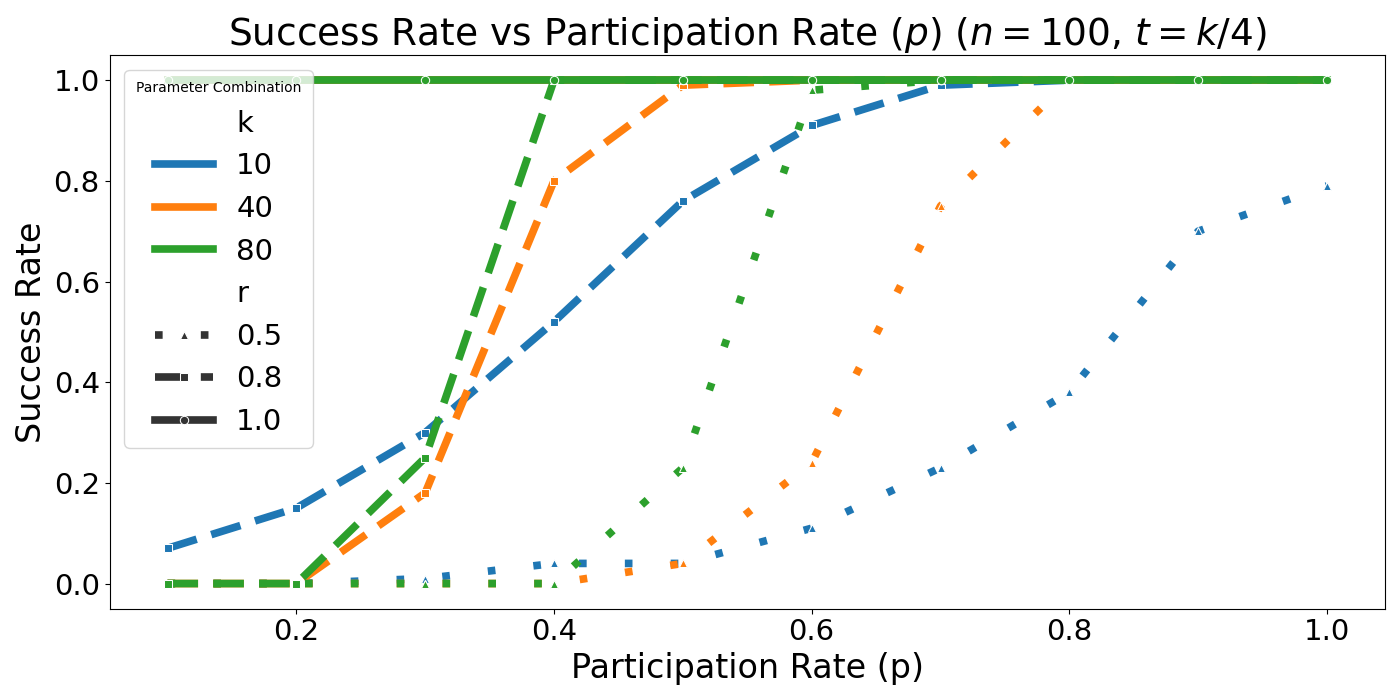 Success Rate vs Participation Rate (p) (n = 100, t = k/4)
Success Rate
1.0
0.8
0.6
0.4
0.2
0.0
Parameter Combination
k
10
40
80
r
0.5
0.8
1.0
0.2 0.4 0.6 0.8 1.0
Participation Rate (p)